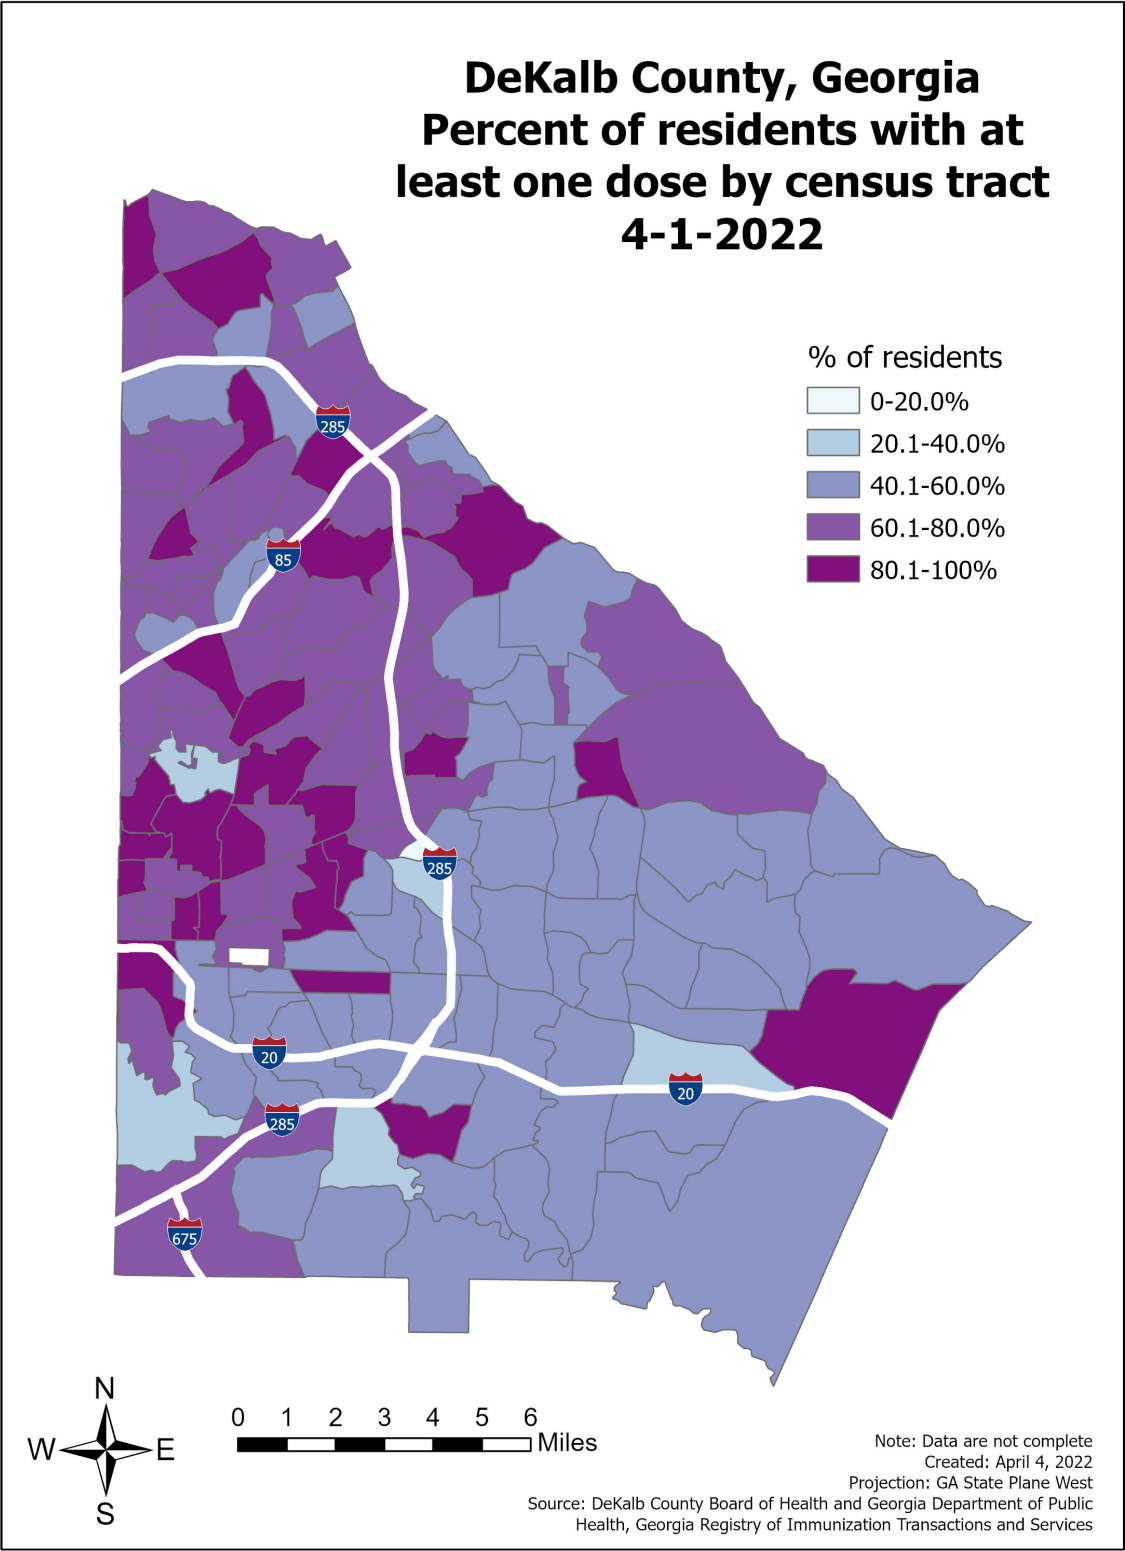 DeKalb County, Georgia
Percent of residents with at
least one dose by census tract
4-1-2022
% of residents
0-20.0%
20.1-40.0%
40.1-60.0%
60.1-80.0%
80.1-100%
285
85
285
20
20
285
675
N
W E
S
0 1 2 3 4 5 6
Miles
Note: Data are not complete
Created: April 4, 2022
Projection: GA State Plane West
Source: DeKalb County Board of Health and Georgia Department of Public
Health, Georgia Registry of Immunization Transactions and Services